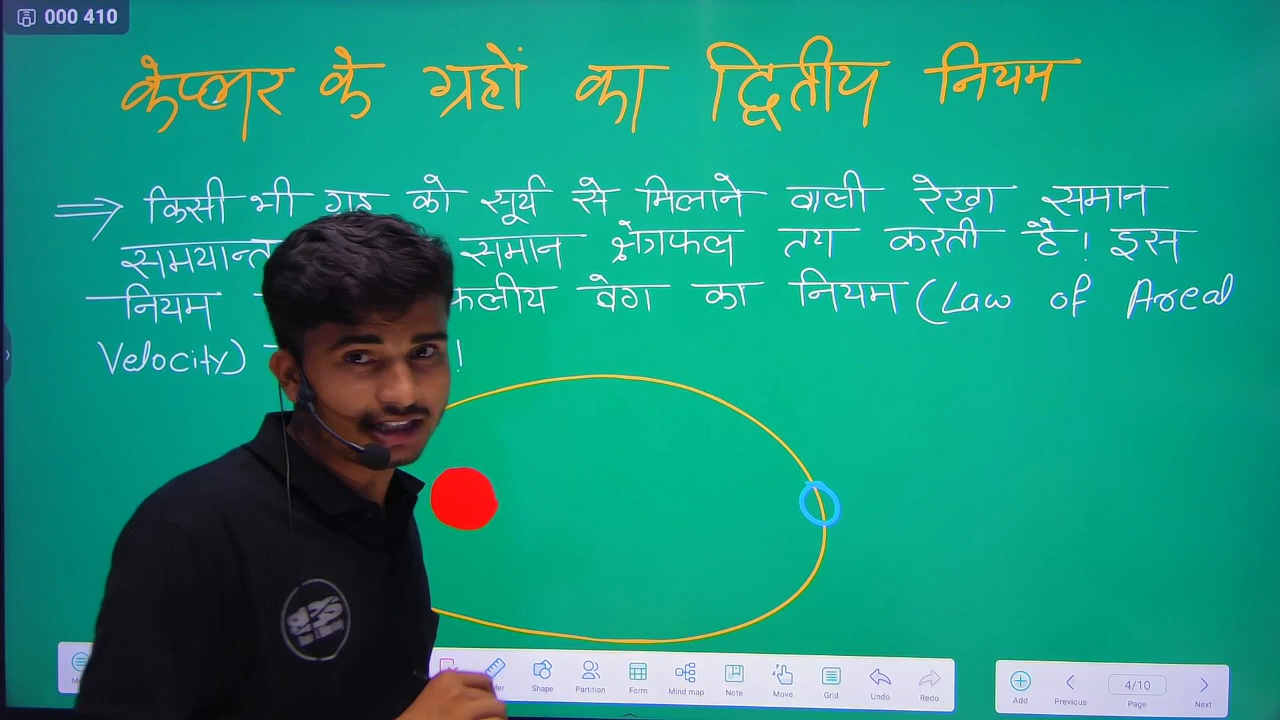 000 410
केप्लर के ग्रहों का द्वितीय नियम
⇒ किसी भी ग्रह को सूर्य से मिलाने वाली रेखा समान
समयान्त समान क्षेत्रफल तय करती है! इस
नियम फलीय वेग का नियम (Law of Areal
Velocity) !
Shape Partition Form Mind map Note Move Grid Undo Redo
Add Previous 4/10 Page Next